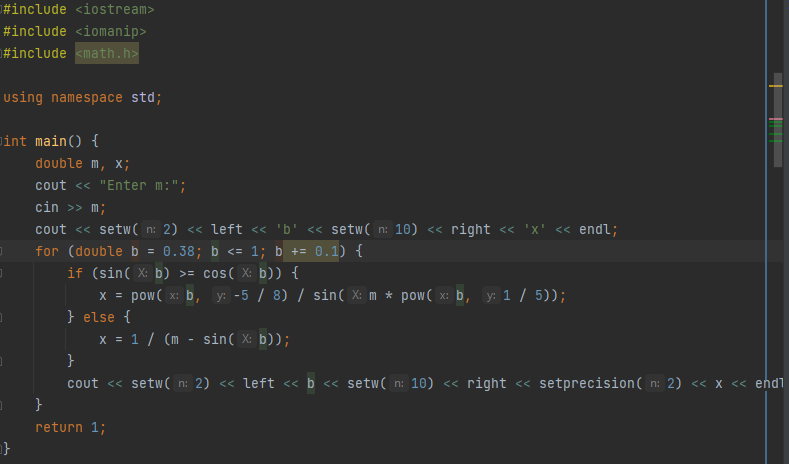 #include <iostream>
#include <iomanip>
#include <math.h>
using namespace std;
int main() {
double m, x;
cout << "Enter m:";
cin >> m;
cout << setw( n: 2) << left << 'b' << setw( n: 10) << right << 'x' << endl;
for (double b = 0.38; b <= 1; b += 0.1) {
if (sin( X: b) >= cos( X: b)) {
x = pow( x: b, y: -5 / 8) / sin( X: m * pow( x: b, y: 1 / 5));
} else {
x = 1 / (m - sin( X: b));
}
cout << setw( n: 2) << left << b << setw( n: 10) << right << setprecision( n: 2) << x << endl
}
return 1;
}